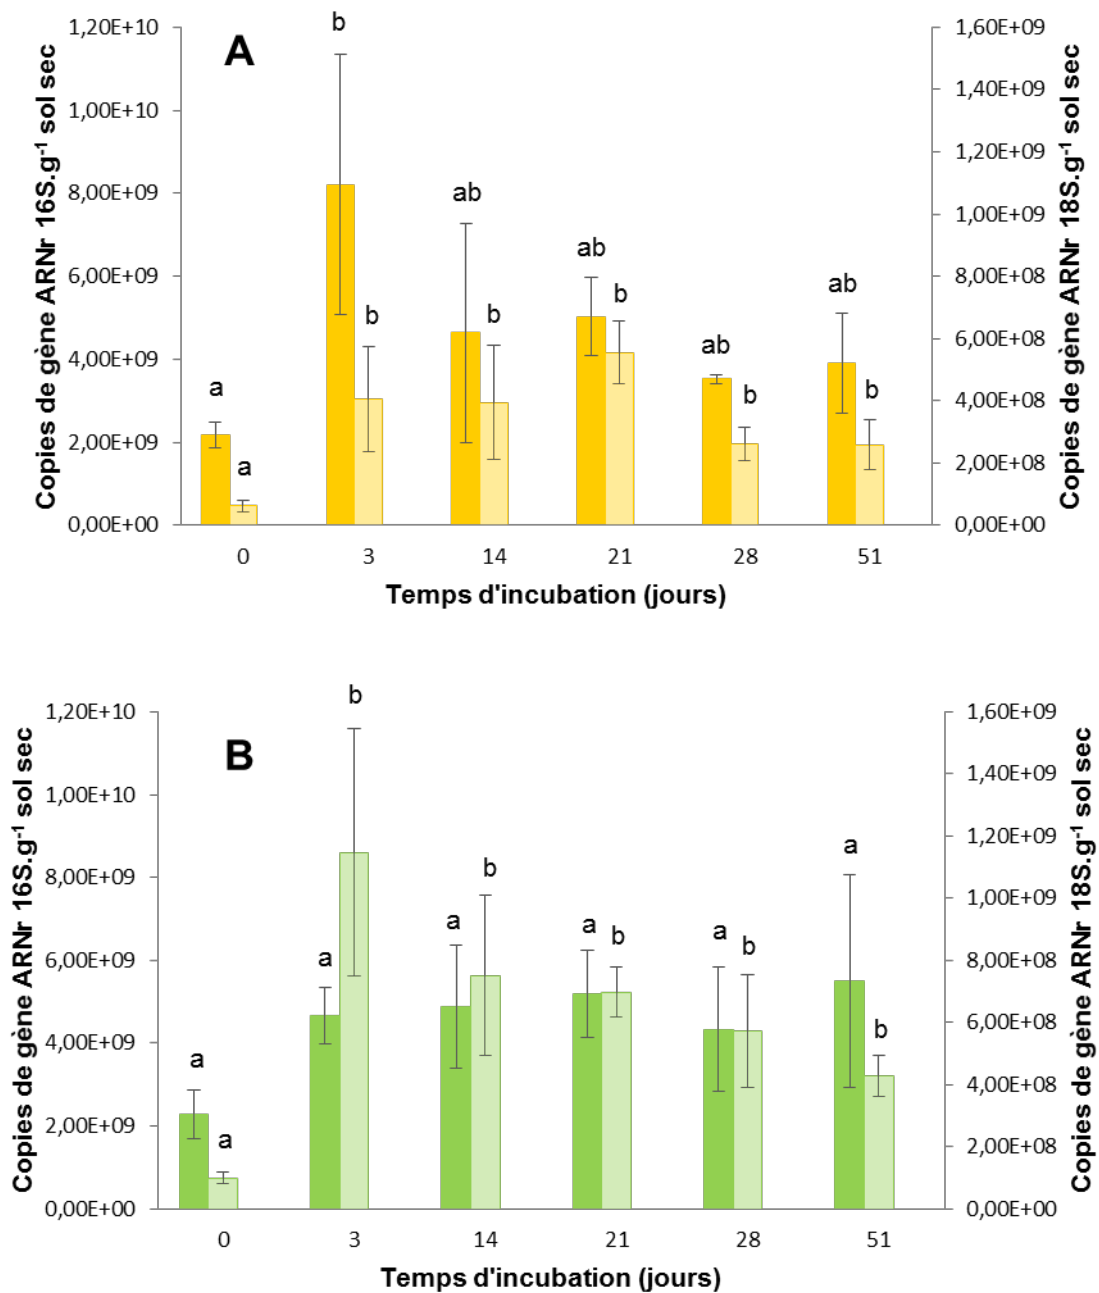 A
Copies de gène ARNr 16S.g⁻¹ sol sec
Copies de gène ARNr 18S.g⁻¹ sol sec
1,20E+10
1,00E+10
8,00E+09
6,00E+09
4,00E+09
2,00E+09
0,00E+00
1,60E+09
1,40E+09
1,20E+09
1,00E+09
8,00E+08
6,00E+08
4,00E+08
2,00E+08
0,00E+00
a a b b ab b ab b ab b ab b
0 3 14 21 28 51
Temps d'incubation (jours)
B
Copies de gène ARNr 16S.g⁻¹ sol sec
Copies de gène ARNr 18S.g⁻¹ sol sec
1,20E+10
1,00E+10
8,00E+09
6,00E+09
4,00E+09
2,00E+09
0,00E+00
1,60E+09
1,40E+09
1,20E+09
1,00E+09
8,00E+08
6,00E+08
4,00E+08
2,00E+08
0,00E+00
a a a b a b a b a b a b
0 3 14 21 28 51
Temps d'incubation (jours)